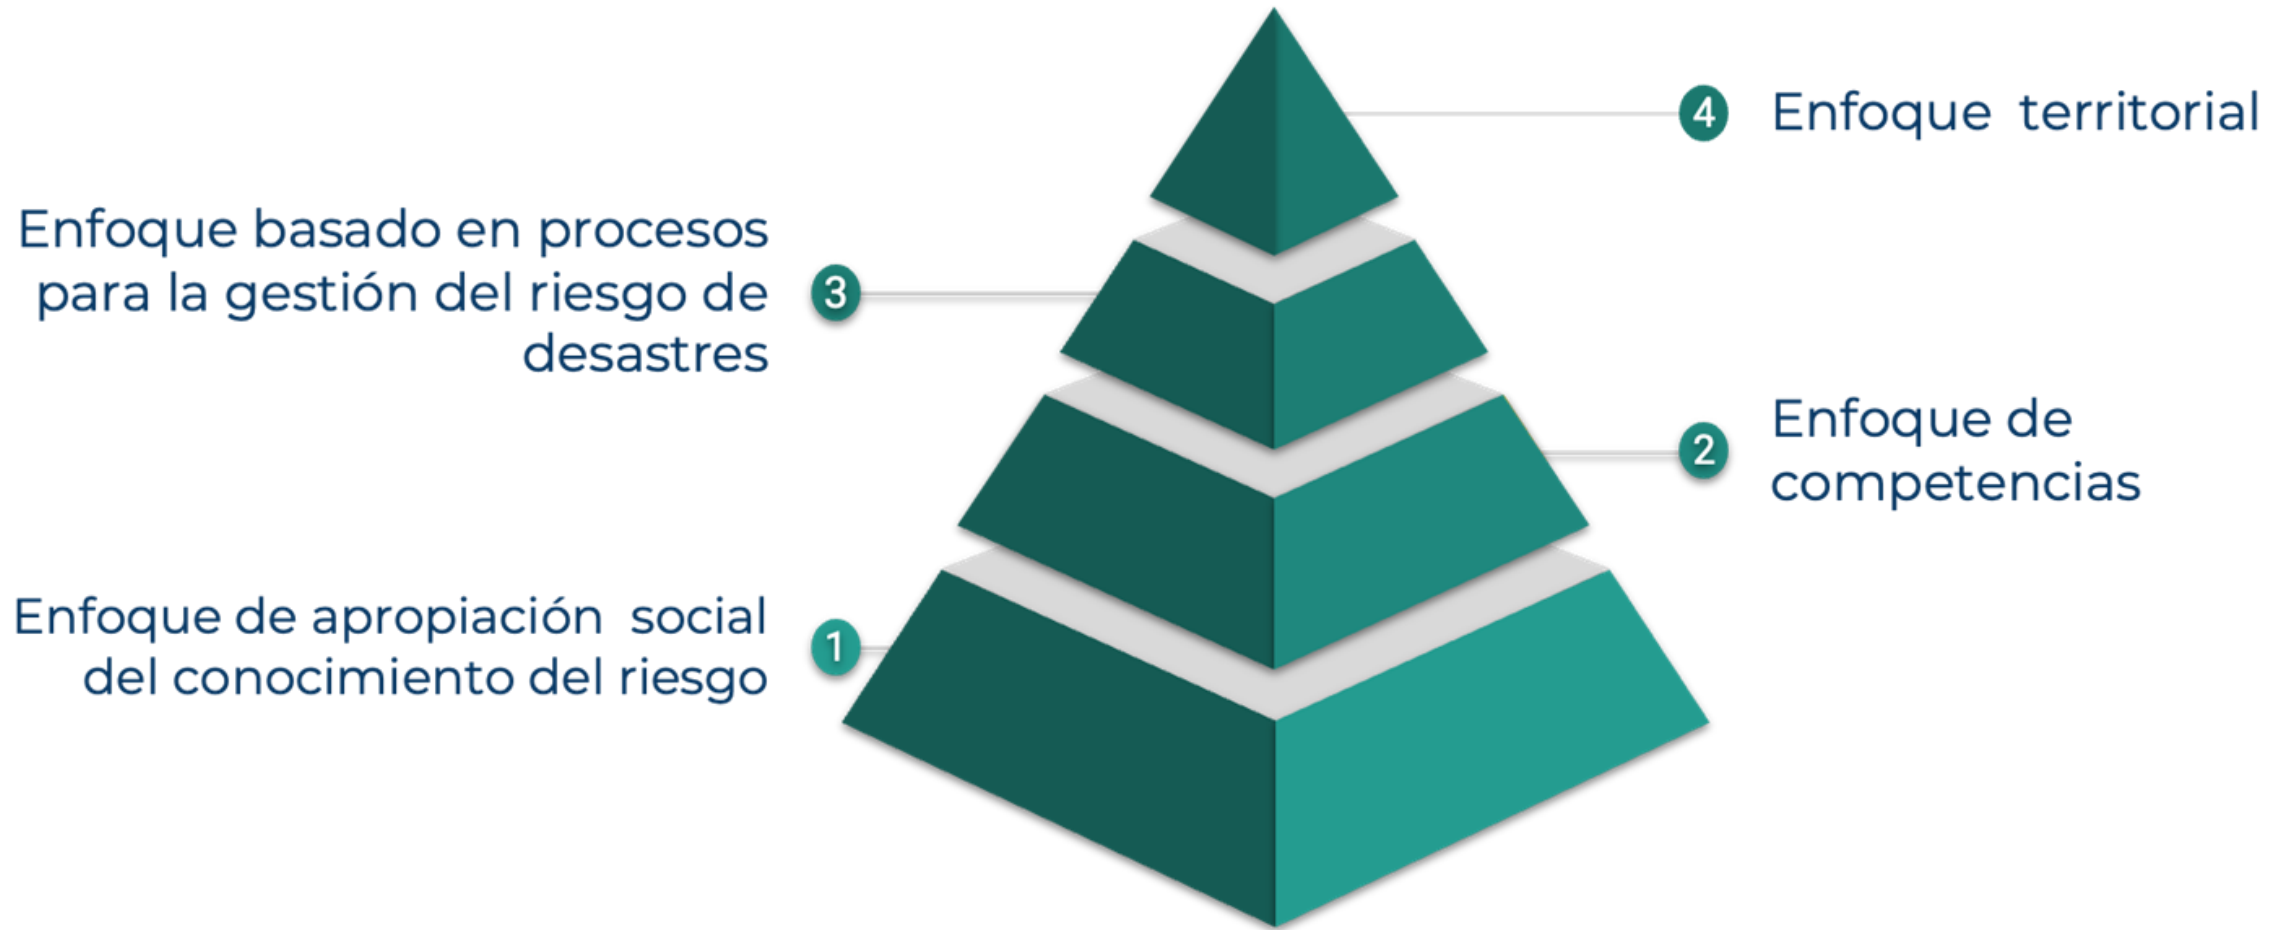 4 Enfoque territorial
Enfoque basado en procesos
para la gestión del riesgo de
desastres
3
Enfoque de
competencias
2
Enfoque de apropiación social
del conocimiento del riesgo
1